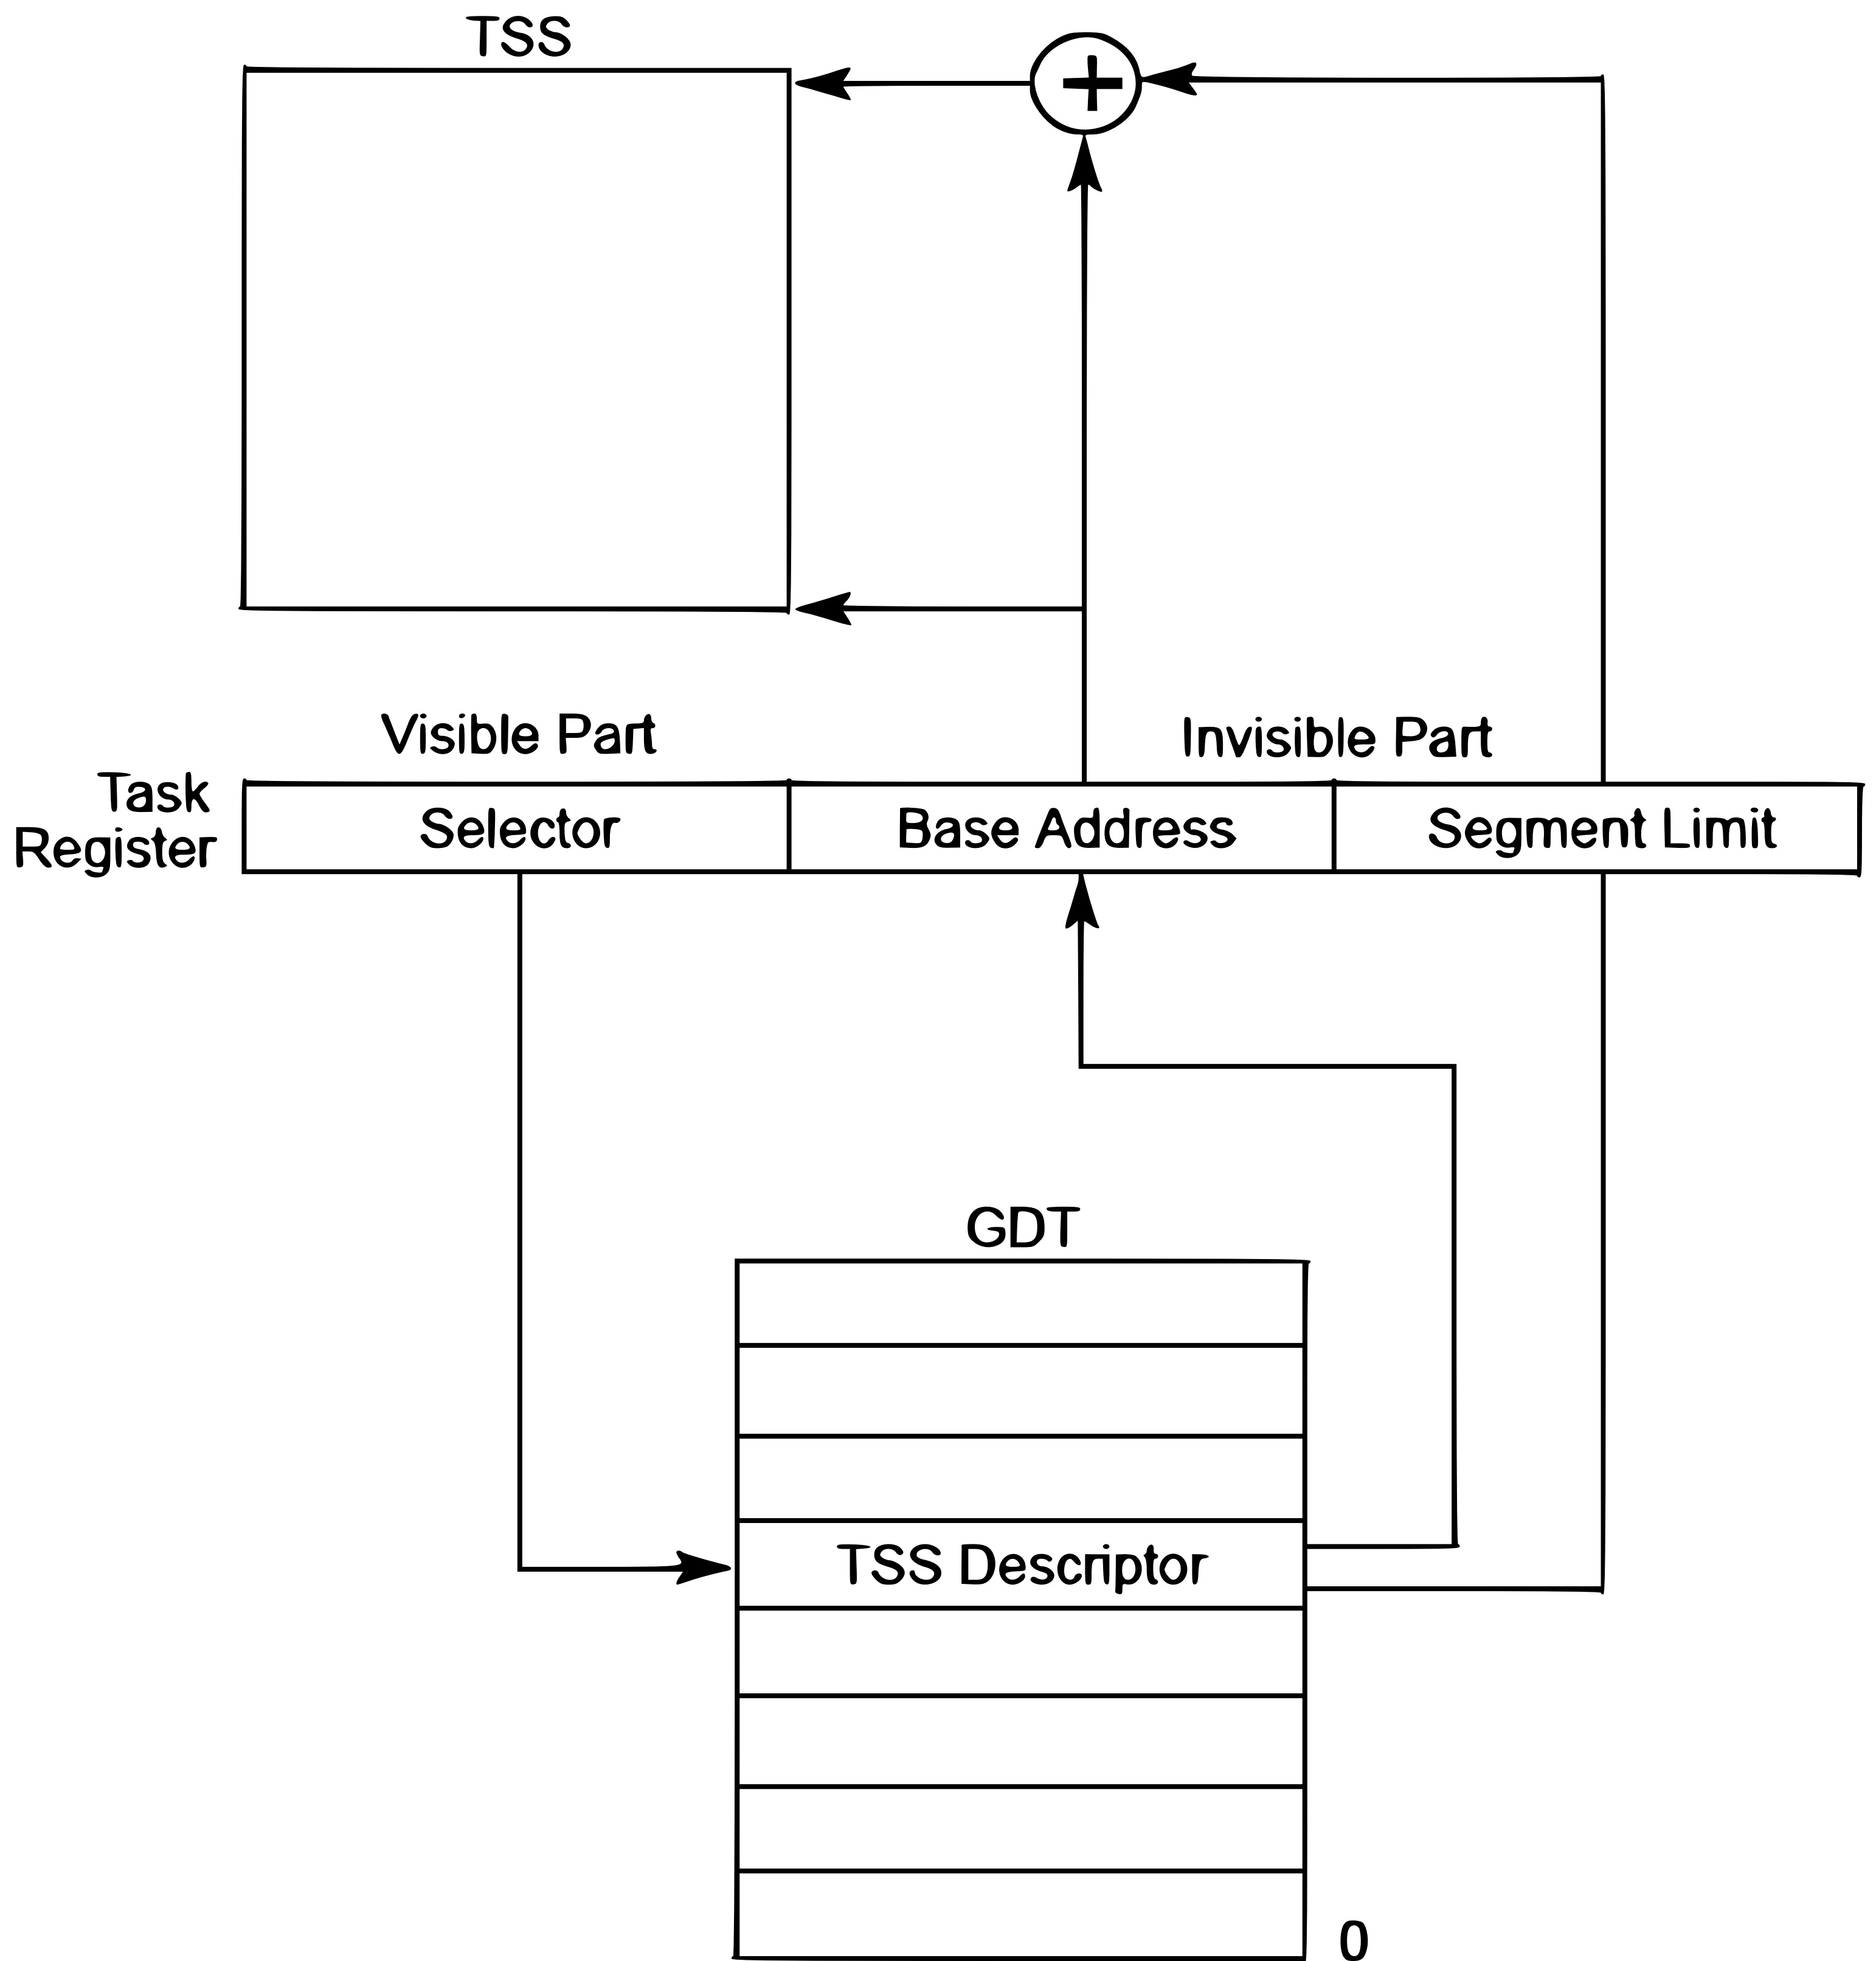 TSS
+
Visible Part
Invisible Part
Task
Register
Selector
Base Address
Segment Limit
GDT
TSS Descriptor
0